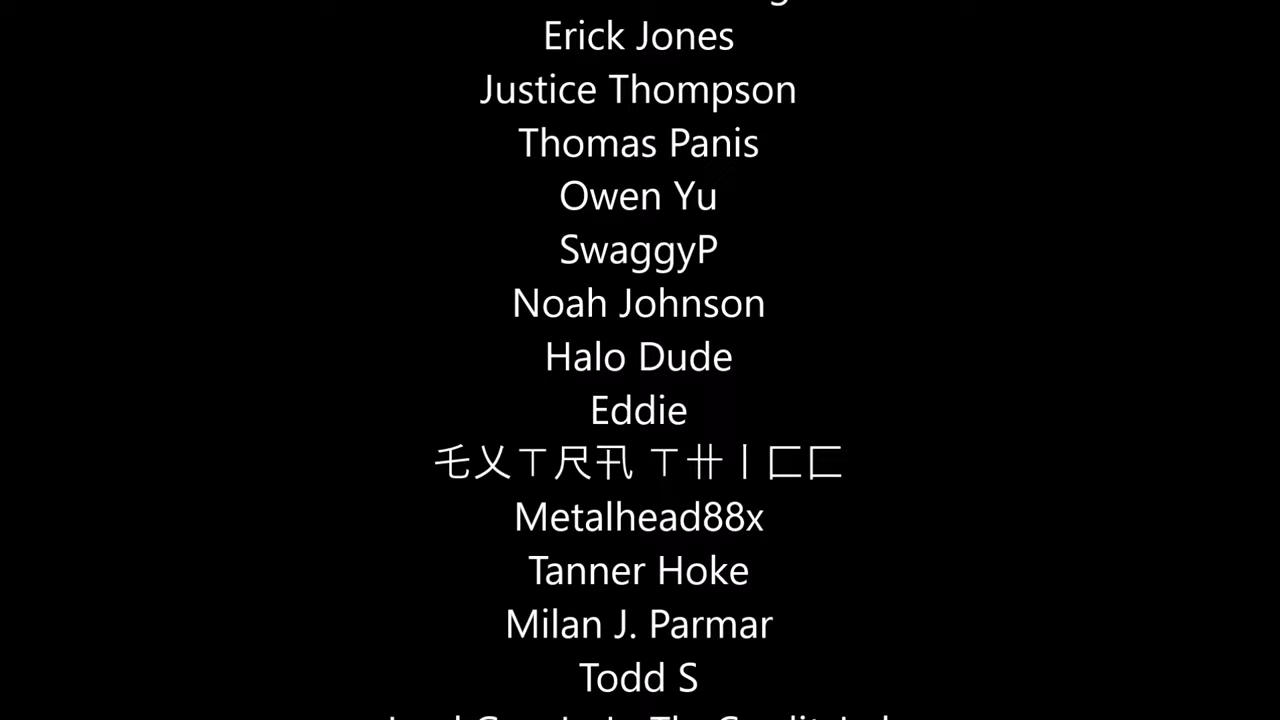 Erick Jones
Justice Thompson
Thomas Panis
Owen Yu
SwaggyP
Noah Johnson
Halo Dude
Eddie
乇乂ㄒ尺卂 ㄒ卄丨匚匚
Metalhead88x
Tanner Hoke
Milan J. Parmar
Todd S